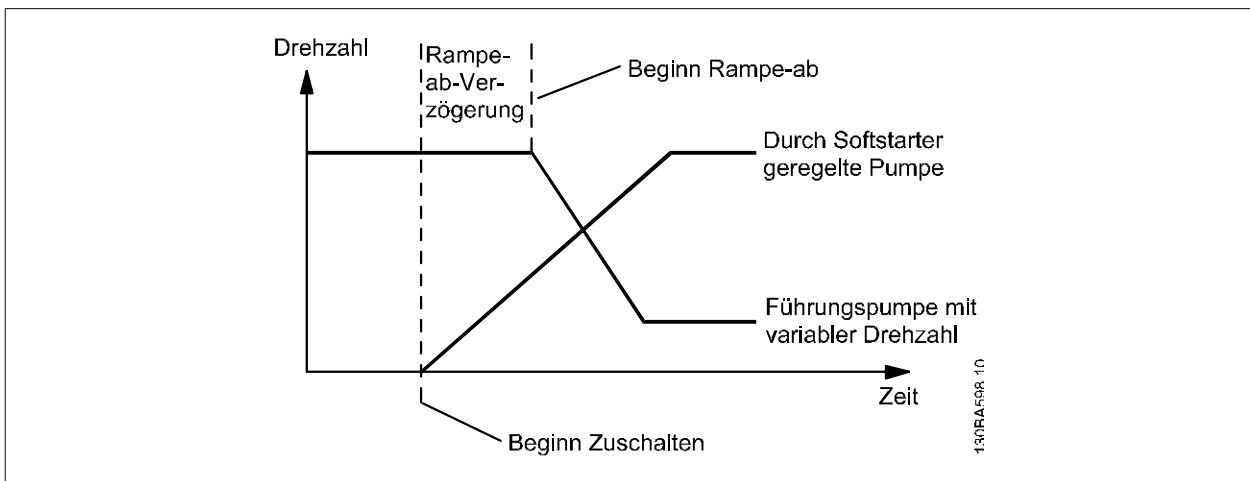 Drehzahl
Rampe-
ab-Ver-
zögerung
Beginn Rampe-ab
Durch Softstarter
geregelte Pumpe
Führungspumpe mit
variabler Drehzahl
Zeit
Beginn Zuschalten
130BA598.10